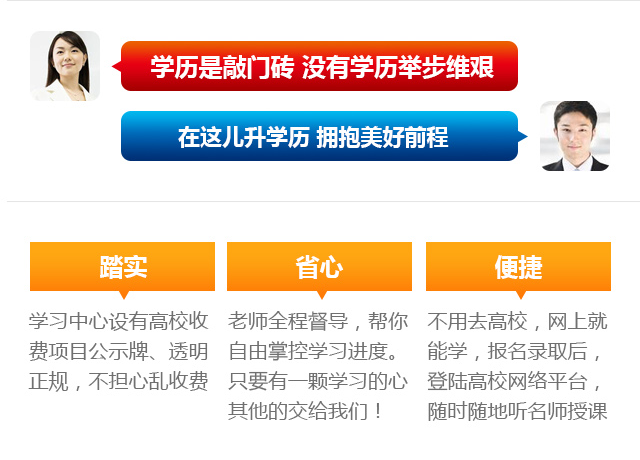 学历是敲门砖 没有学历举步维艰
在这儿升学历 拥抱美好前程
踏实
学习中心设有高校收
费项目公示牌、透明
正规，不担心乱收费
省心
老师全程督导，帮你
自由掌控学习进度。
只要有一颗学习的心
其他的交给我们！
便捷
不用去高校，网上就
能学，报名录取后，
登陆高校网络平台，
随时随地听名师授课